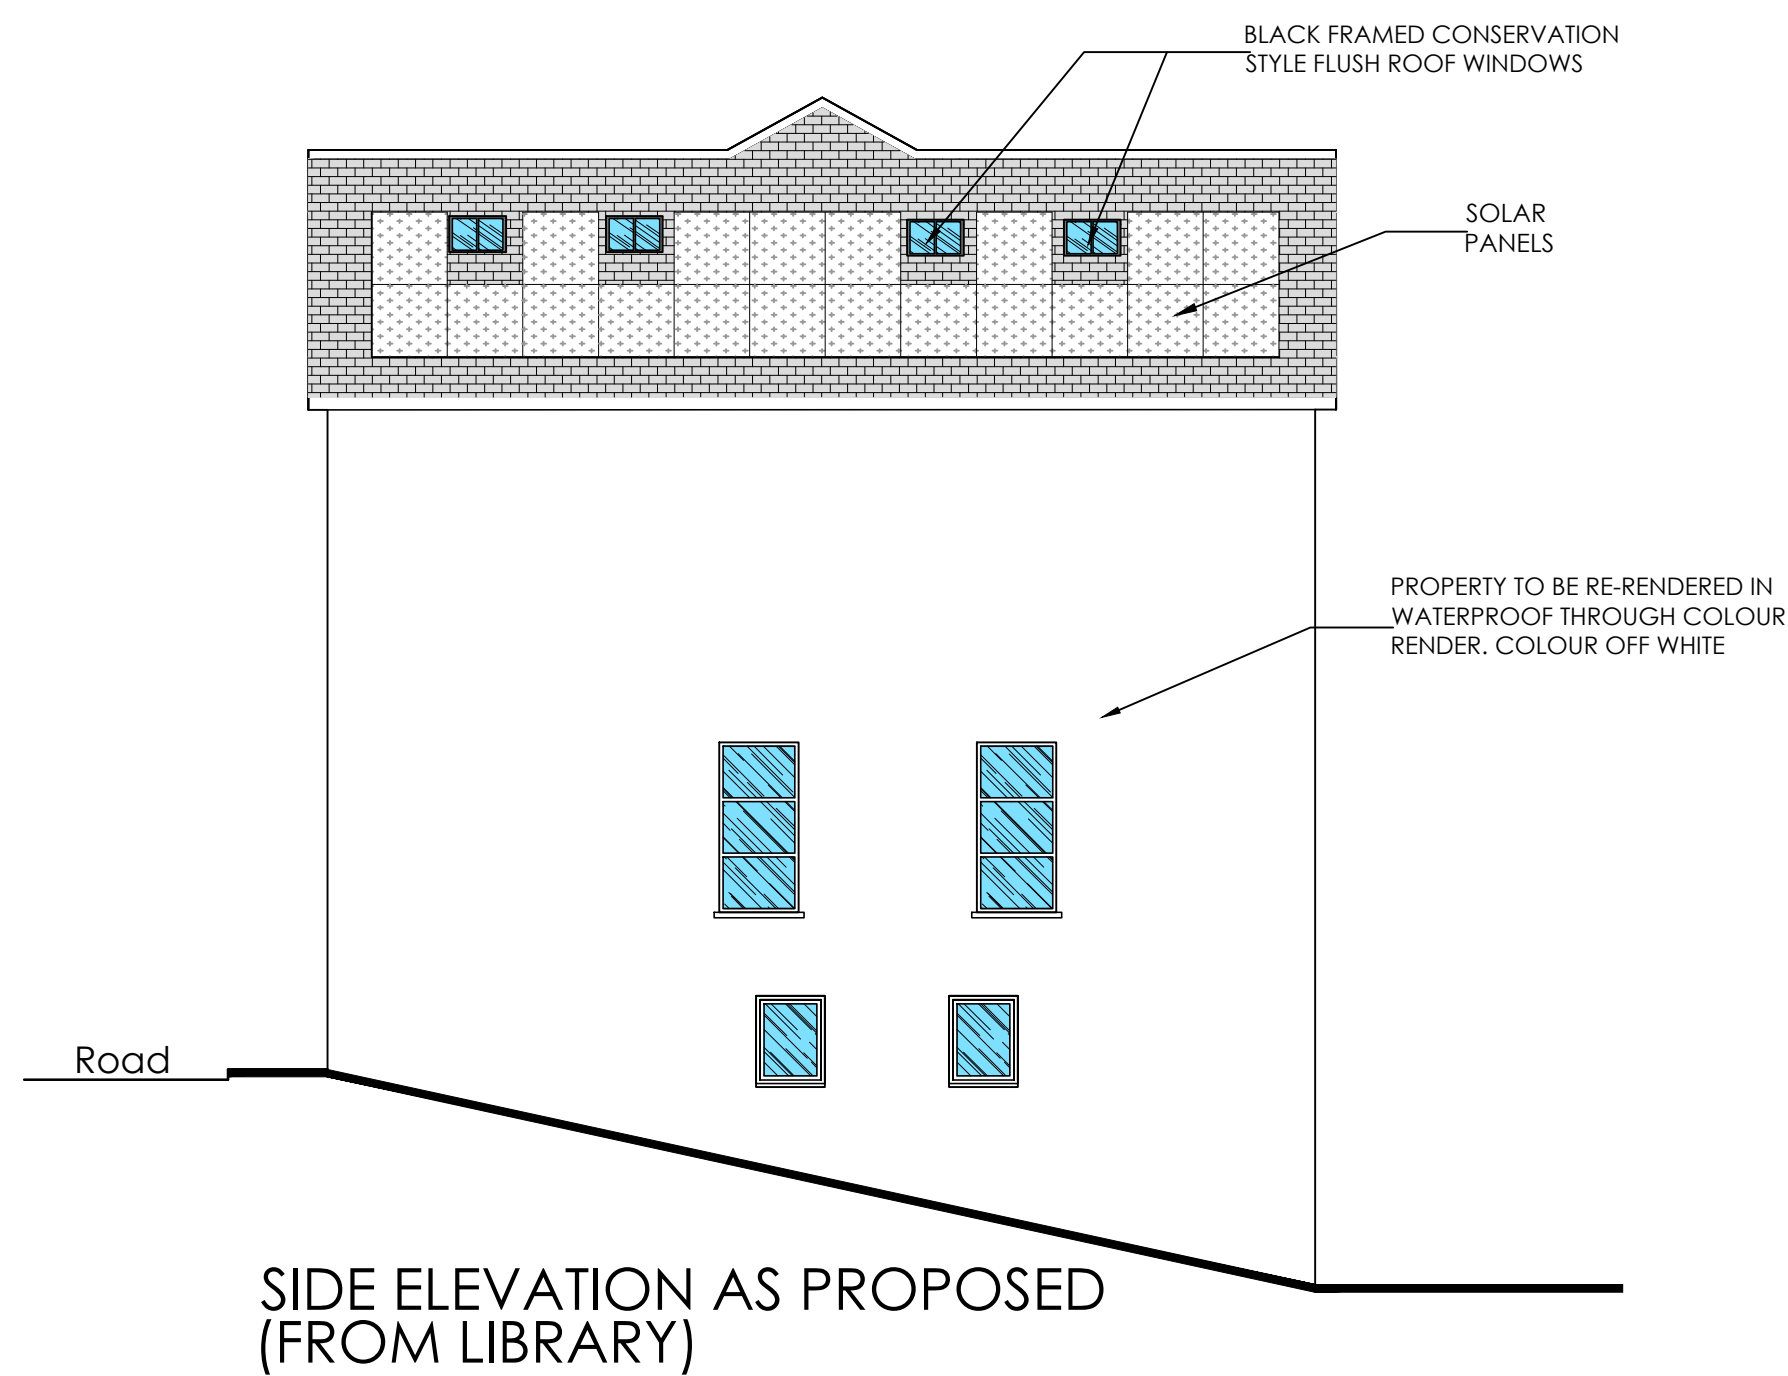 BLACK FRAMED CONSERVATION
STYLE FLUSH ROOF WINDOWS
SOLAR
PANELS
PROPERTY TO BE RE-RENDERED IN
WATERPROOF THROUGH COLOUR
RENDER. COLOUR OFF WHITE
Road
SIDE ELEVATION AS PROPOSED
(FROM LIBRARY)